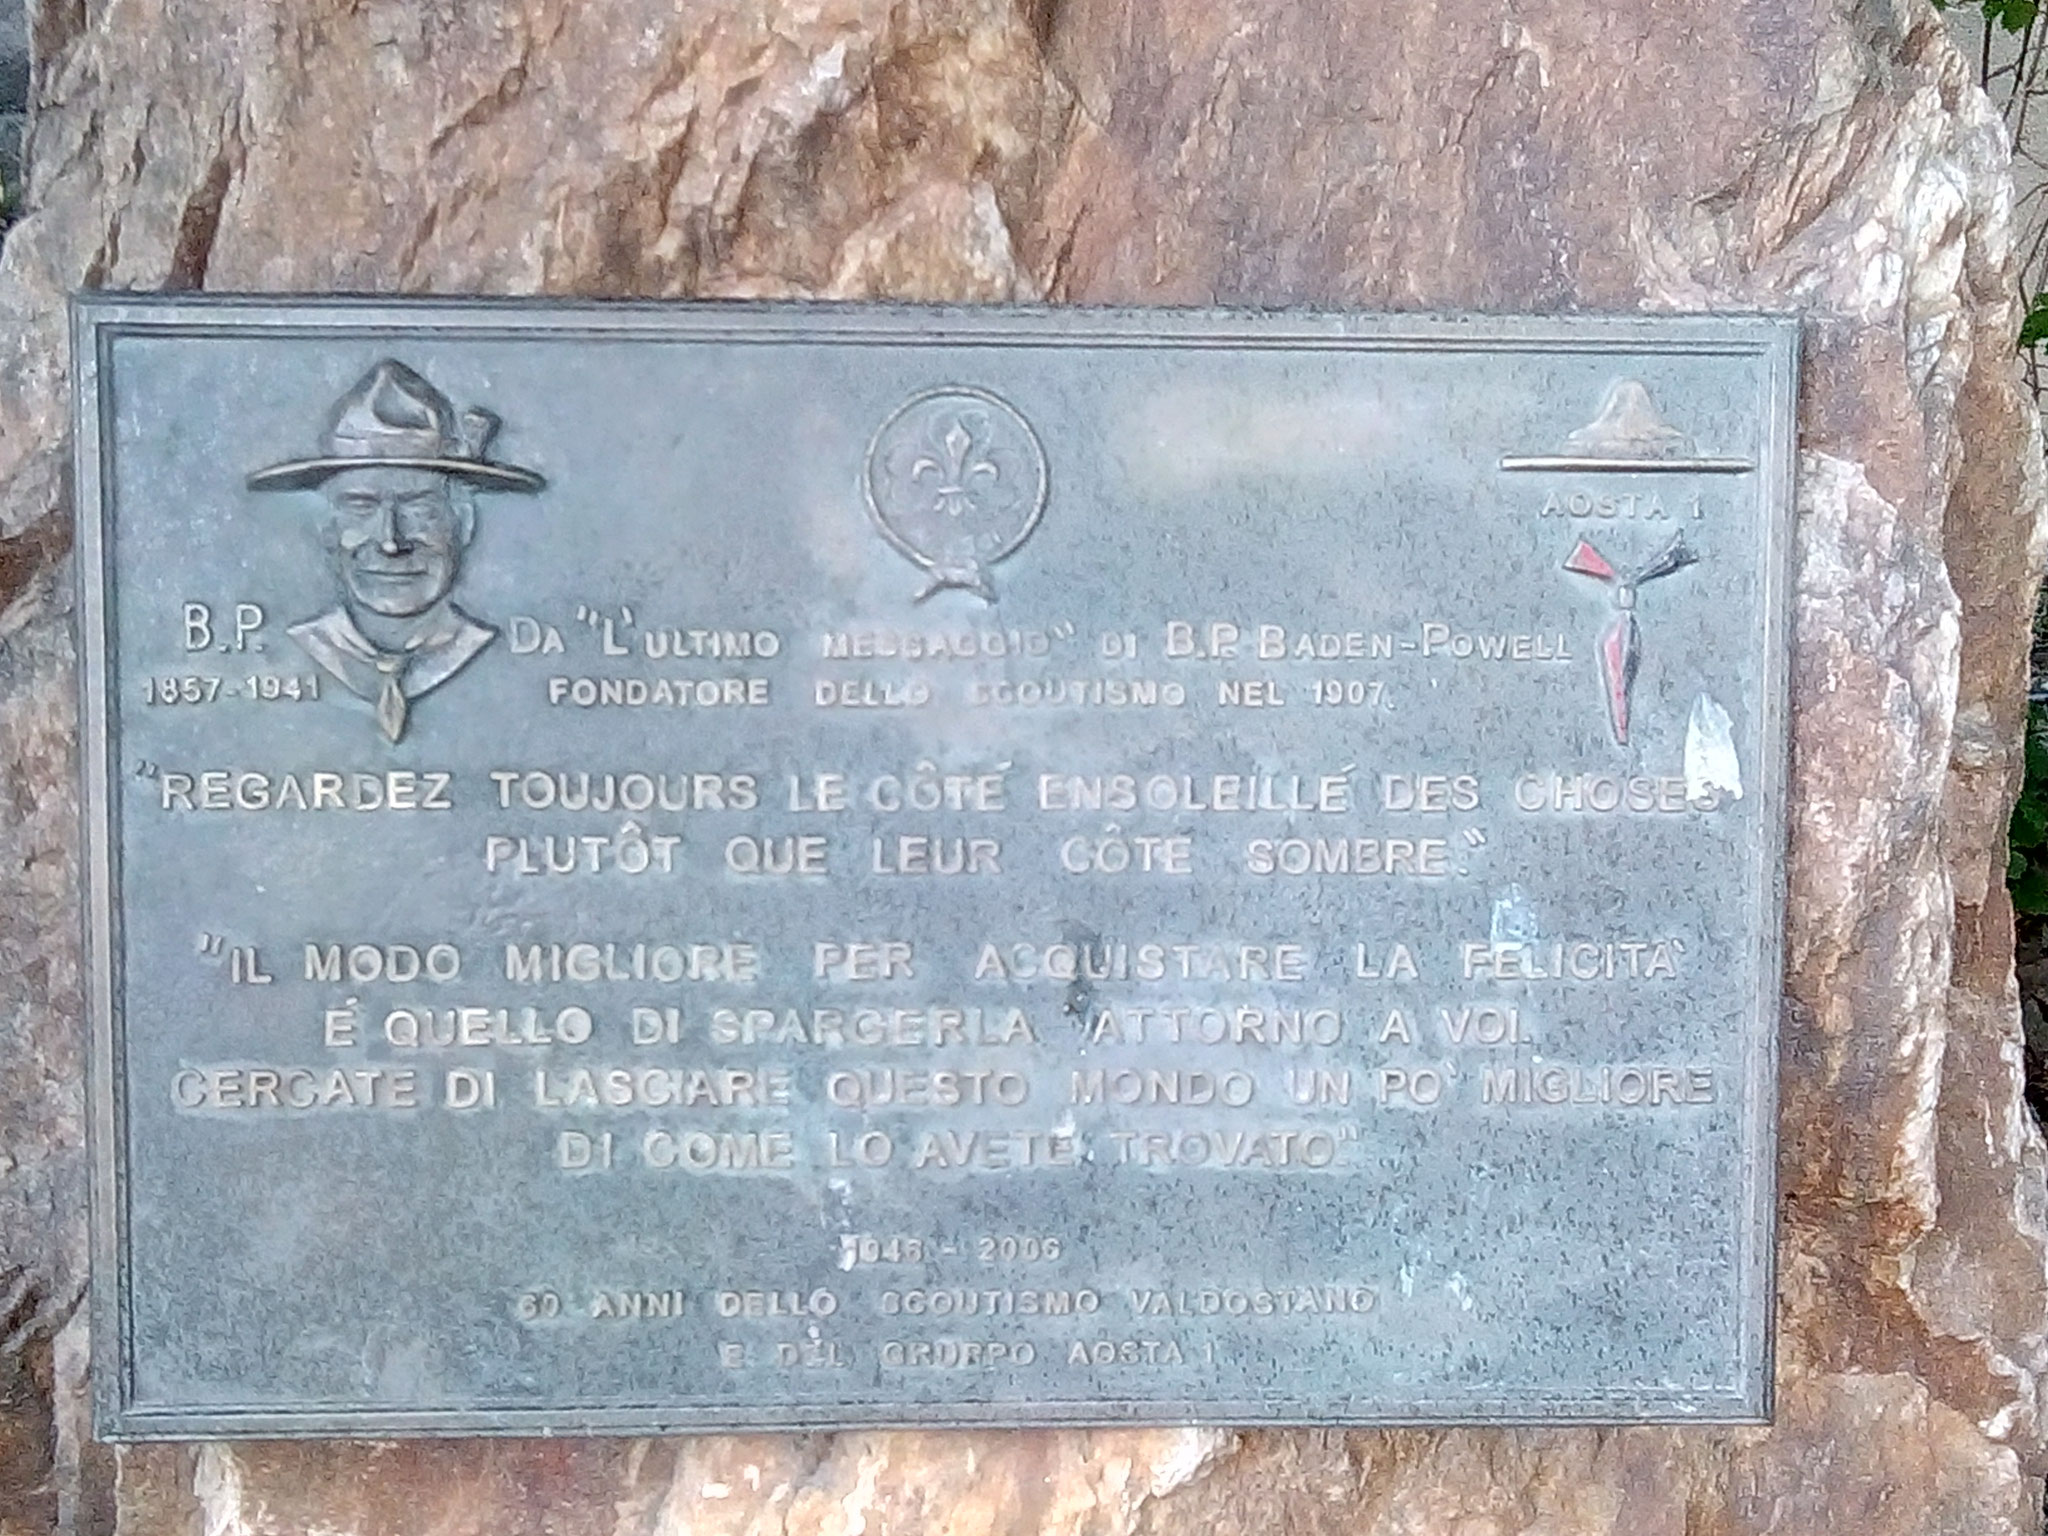 AOSTA 1
B.P.
1857-1941
DA "L'ULTIMO MESSAGGIO" DI B.P. BADEN-POWELL
FONDATORE DELLO SCOUTISMO NEL 1907.
"REGARDEZ TOUJOURS LE CÔTÉ ENSOLEILLÉ DES CHOSES
PLUTÔT QUE LEUR CÔTÉ SOMBRE."
"IL MODO MIGLIORE PER ACQUISTARE LA FELICITÀ
É QUELLO DI SPARGERLA ATTORNO A VOI.
CERCATE DI LASCIARE QUESTO MONDO UN PO' MIGLIORE
DI COME LO AVETE TROVATO"
1946 - 2006
60 ANNI DELLO SCOUTISMO VALDOSTANO
E DEL GRUPPO AOSTA 1